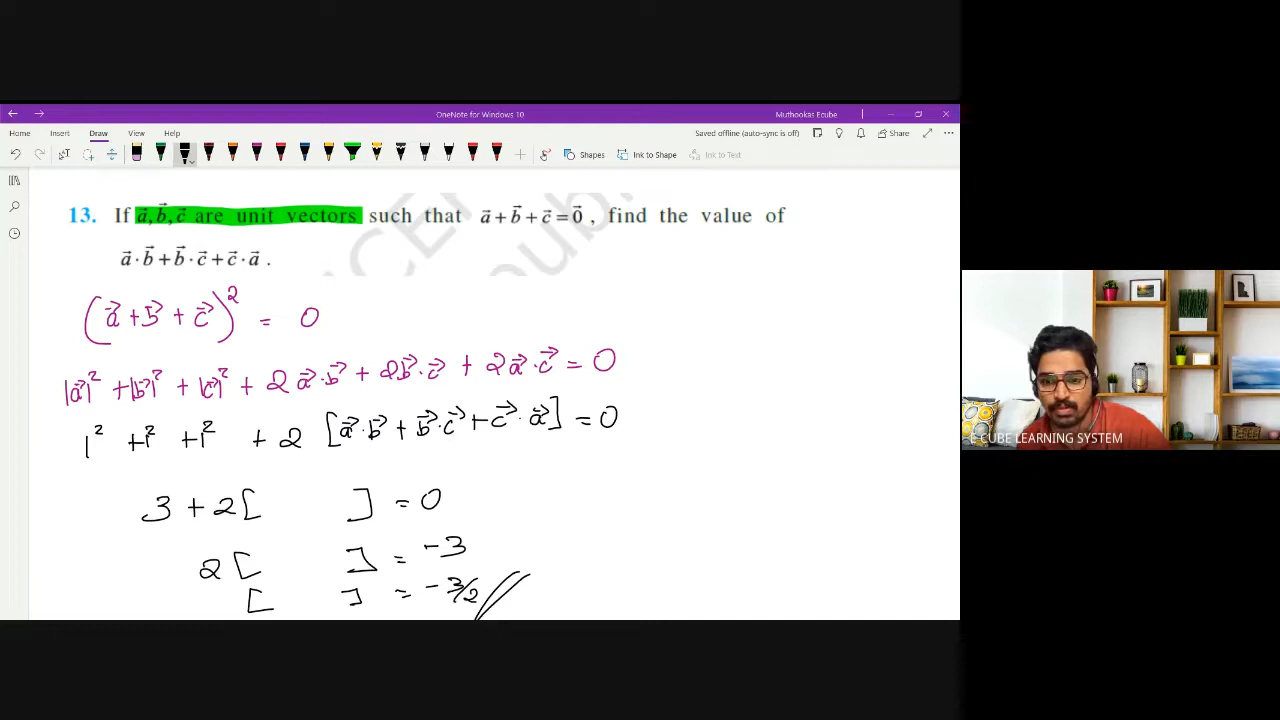 OneNote for Windows 10
Muthookas Ecube
Home Insert Draw View Help
Saved offline (auto-sync is off)
Share
Shapes
Ink to Shape
Ink to Text
13. If a⃗, b⃗, c⃗ are unit vectors such that a⃗ + b⃗ + c⃗ = 0⃗ , find the value of
a⃗ · b⃗ + b⃗ · c⃗ + c⃗ · a⃗ .
(a⃗ + b⃗ + c⃗)² = 0
|a⃗|² + |b⃗|² + |c⃗|² + 2a⃗·b⃗ + 2b⃗·c⃗ + 2a⃗·c⃗ = 0
1² + 1² + 1² + 2 [a⃗·b⃗ + b⃗·c⃗ + c⃗·a⃗] = 0
3 + 2[ ] = 0
2[ ] = -3
[ ] = -3/2
E CUBE LEARNING SYSTEM